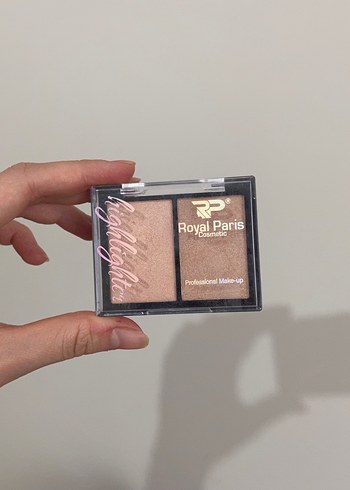 highlighter
RP
Royal Paris
Cosmetic
Professional Make-up